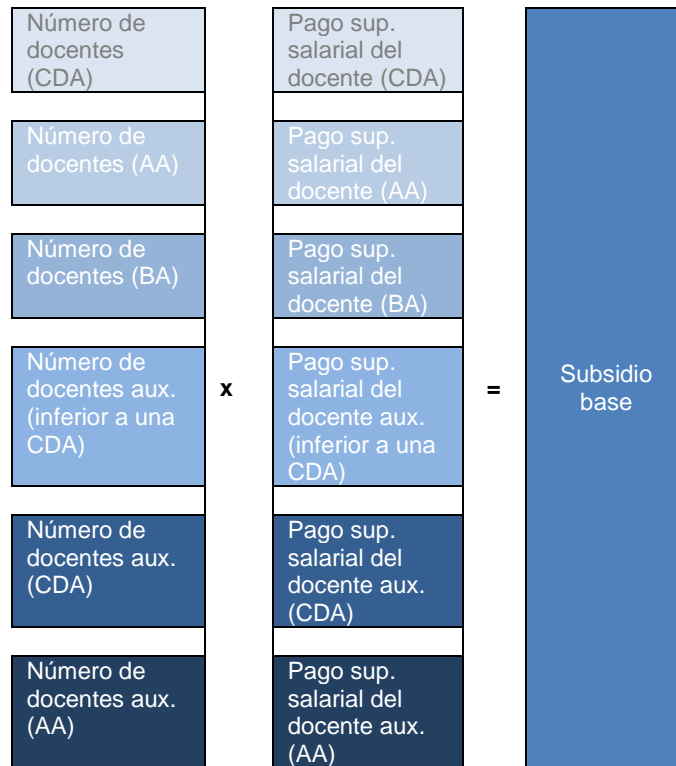 Número de
docentes
(CDA)
Pago sup.
salarial del
docente (CDA)
Número de
docentes (AA)
Pago sup.
salarial del
docente (AA)
Número de
docentes (BA)
Pago sup.
salarial del
docente (BA)
Número de
docentes aux.
(inferior a una
CDA)
x
Pago sup.
salarial del
docente aux.
(inferior a una
CDA)
=
Subsidio
base
Número de
docentes aux.
(CDA)
Pago sup.
salarial del
docente aux.
(CDA)
Número de
docentes aux.
(AA)
Pago sup.
salarial del
docente aux.
(AA)